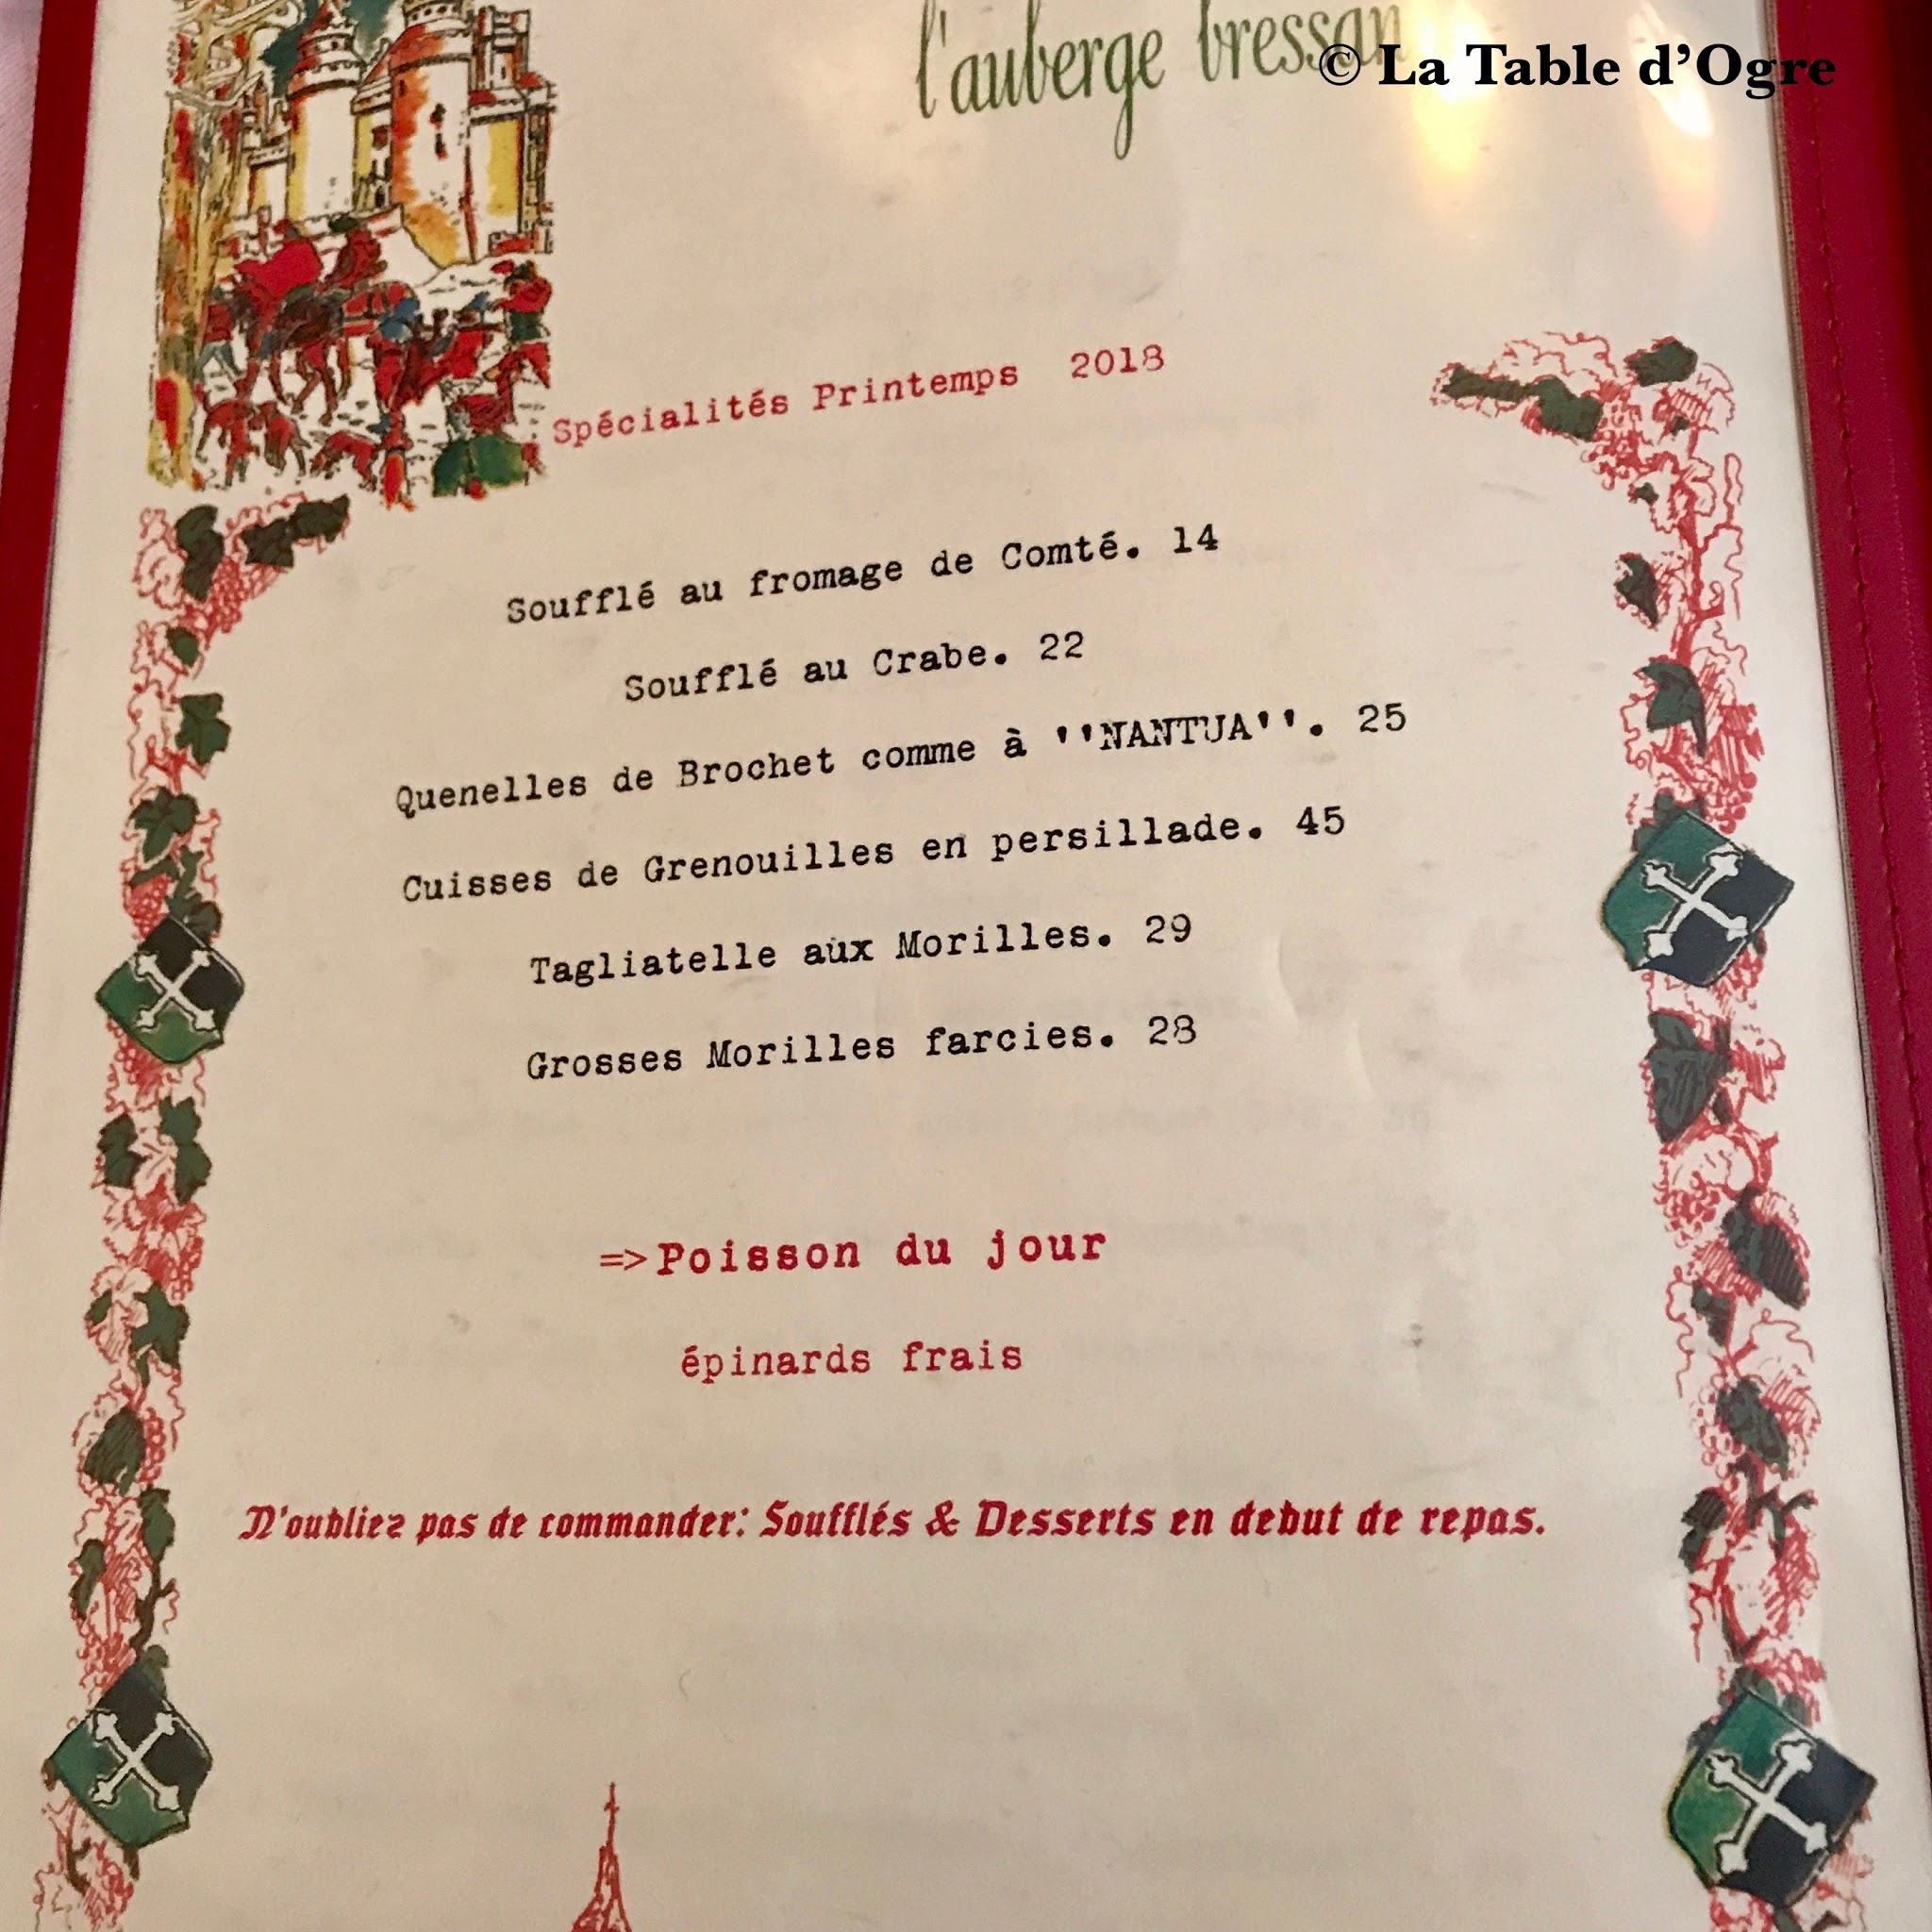 l'auberge bressan
© La Table d’Ogre
Spécialités Printemps 2018
Soufflé au fromage de Comté. 14
Soufflé au Crabe. 22
Quenelles de Brochet comme à ''NANTUA''. 25
Cuisses de Grenouilles en persillade. 45
Tagliatelle aux Morilles. 29
Grosses Morilles farcies. 28
=>Poisson du jour
épinards frais
N'oubliez pas de commander: Soufflés & Desserts en debut de repas.